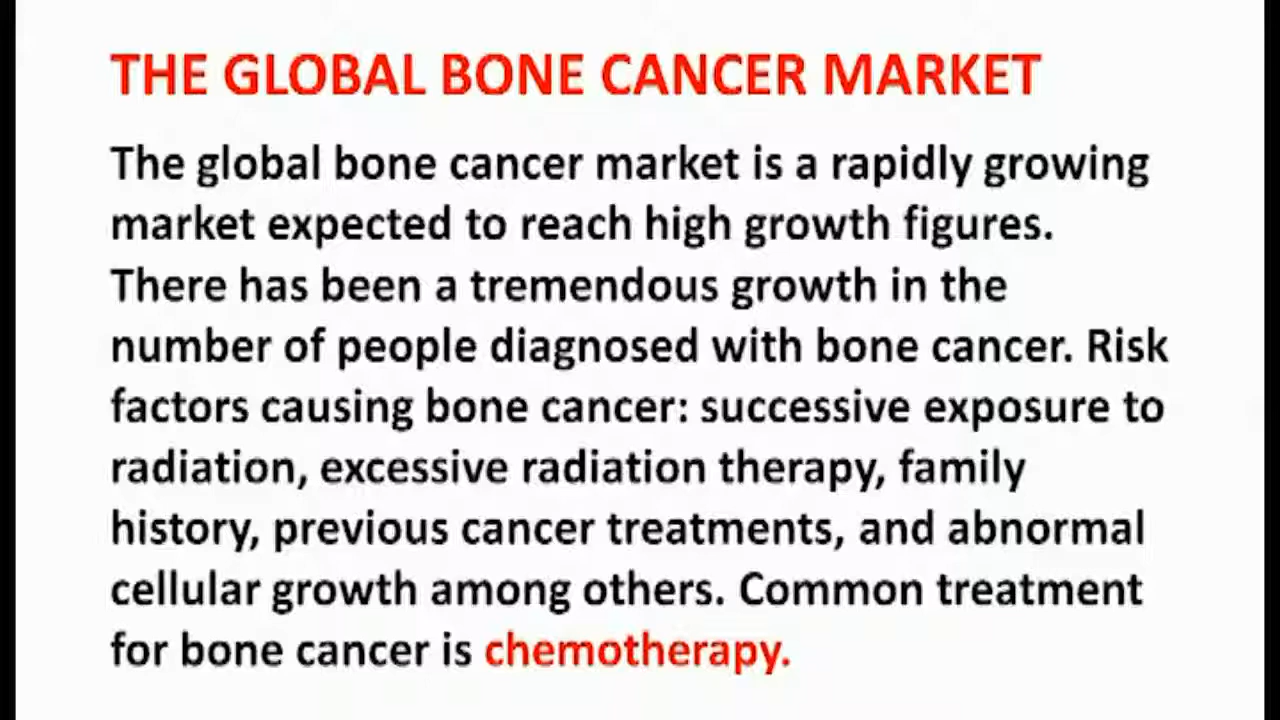 THE GLOBAL BONE CANCER MARKET
The global bone cancer market is a rapidly growing
market expected to reach high growth figures.
There has been a tremendous growth in the
number of people diagnosed with bone cancer. Risk
factors causing bone cancer: successive exposure to
radiation, excessive radiation therapy, family
history, previous cancer treatments, and abnormal
cellular growth among others. Common treatment
for bone cancer is chemotherapy.